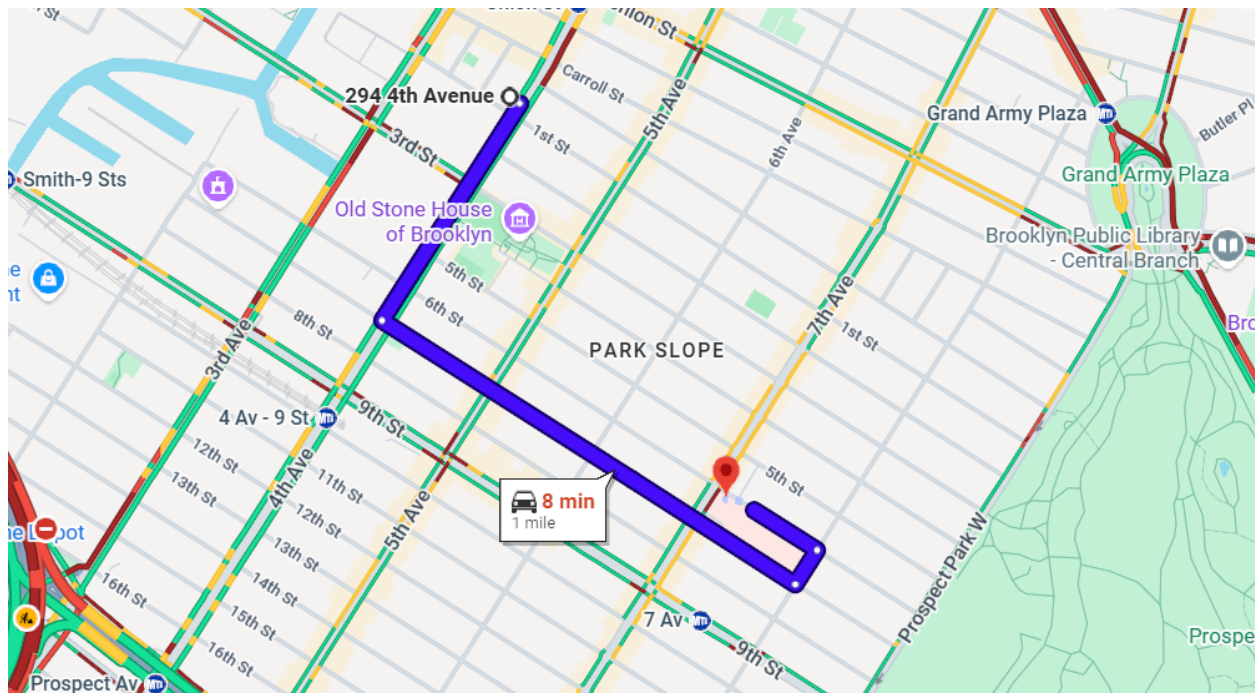 Union St
Carroll St
294 4th Avenue
1st St
5th Ave
6th Ave
Grand Army Plaza
Butler Pl
3rd St
Smith-9 Sts
Grand Army Plaza
Old Stone House
of Brooklyn
Brooklyn Public Library
- Central Branch
5th St
6th St
7th Ave
1st St
8th St
3rd Ave
PARK SLOPE
4 Av - 9 St
9th St
12th St
13th St
4th Ave
11th St
12th St
13th St
14th St
15th St
16th St
16th St
5th Ave
8 min
1 mile
5th St
Prospect Park W
7 Av
9th St
Prospect Av